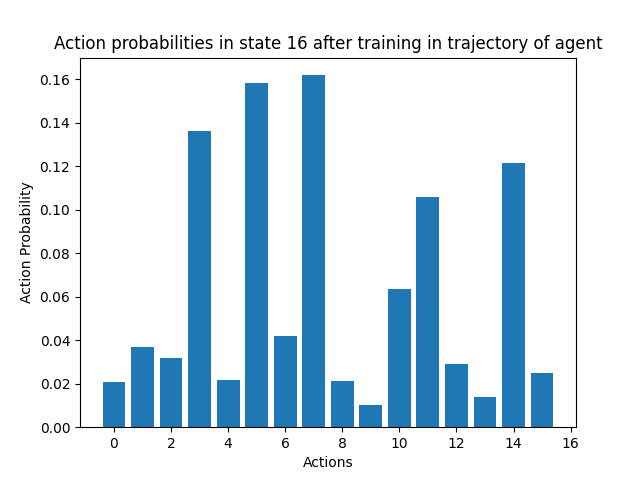 Action probabilities in state 16 after training in trajectory of agent
0.16
0.14
0.12
0.10
0.08
0.06
0.04
0.02
0.00
Action Probability
0 2 4 6 8 10 12 14 16
Actions